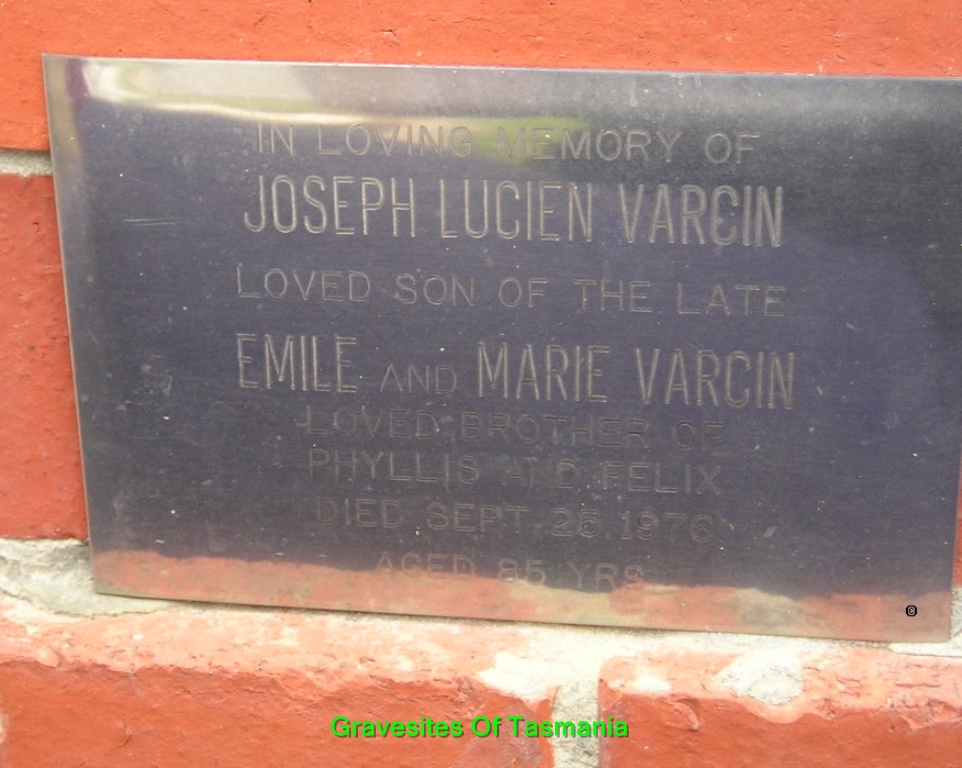 IN LOVING MEMORY OF
JOSEPH LUCIEN VARCIN
LOVED SON OF THE LATE
EMILE AND MARIE VARCIN
LOVED BROTHER OF
PHYLLIS AND FELIX
DIED SEPT. 25.1976
AGED 85 YRS
©
Gravesites Of Tasmania